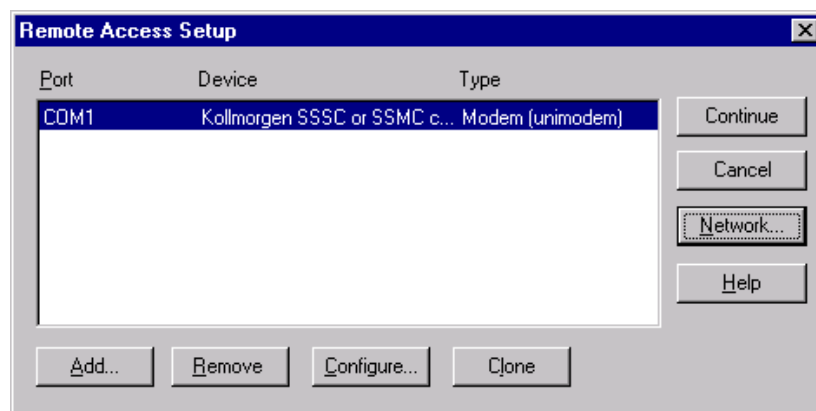 Remote Access Setup
Port Device Type
COM1 Kollmorgen SSSC or SSMC c... Modem (unimodem)
Continue
Cancel
Network...
Help
Add... Remove Configure... Clone